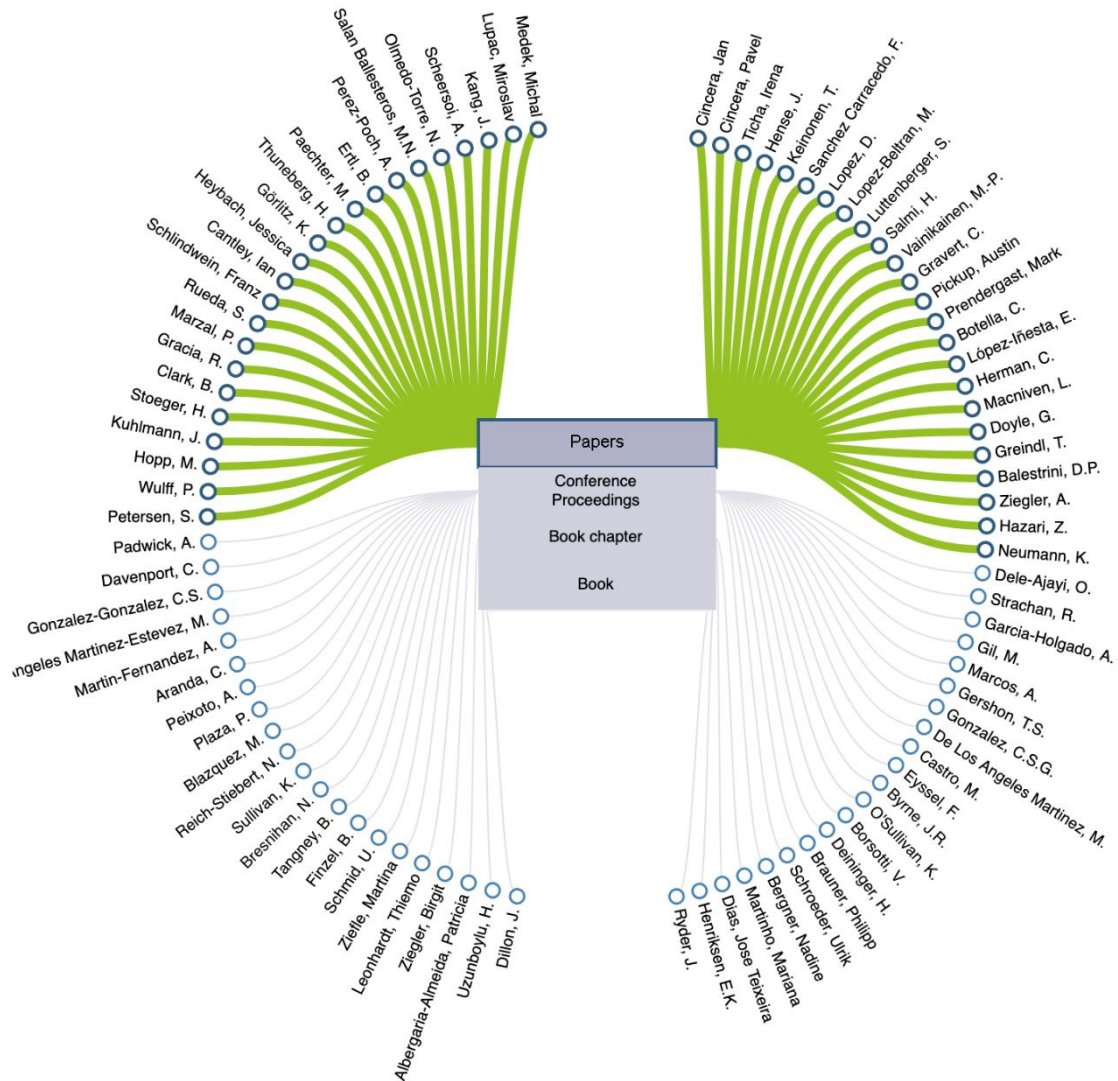 Medek, Michal
Lupac, Miroslav
Kang, J.
Scheersoi, A.
Olmedo-Torre, N
Salan Ballesteros, M.N.
Perez-Poch, A.
Ertl, B.
Paechter, M.
Thuneberg, H.
Görlitz, K.
Heybach, Jessica
Cantley, Ian
Schlindwein, Franz
Rueda, S.
Marzal, P.
Gracia, R.
Clark, B.
Stoeger, H.
Kuhlmann, J.
Hopp, M.
Wulff, P.
Petersen, S.
Padwick, A.
Davenport, C.
Gonzalez-Gonzalez, C.S.
ngeles Martinez-Estevez, M.
Martin-Fernandez, A.
Aranda, C.
Peixoto, A.
Plaza, P.
Blazquez, M.
Reich-Stiebert, N.
Sullivan, K.
Bresnihan, N.
Tangney, B.
Finzel, B.
Schmid, U.
Ziefle, Martina
Leonhardt, Thiemo
Ziegler, Birgit
Albergaria-Almeida, Patricia
Uzunboylu, H.
Dillon, J.
Papers
Conference
Proceedings
Book chapter
Book
Cincera, Jan
Cincera, Pavel
Ticha, Irena
Hense, J.
Keinonen, T.
Sanchez Carracedo, F.
Lopez, D.
Lopez-Beltran, M.
Luttenberger, S.
Salmi, H.
Vainikainen, M.-P.
Gravert, C.
Pickup, Austin
Prendergast, Mark
Botella, C.
López-Iñesta, E.
Herman, C.
Macniven, L.
Doyle, G.
Greindl, T.
Balestrini, D.P.
Ziegler, A.
Hazari, Z.
Neumann, K.
Dele-Ajayi, O.
Strachan, R.
Garcia-Holgado, A.
Gil, M.
Marcos, A.
Gershon, T.S.
Gonzalez, C.S.G.
De Los Angeles Martinez, M.
Castro, M.
Eyssel, F.
Byrne, J.R.
O'Sullivan, K.
Borsotti, V.
Deininger, H.
Brauner, Philipp
Schroeder, Ulrik
Bergner, Nadine
Martinho, Mariana
Dias, Jose Teixeira
Henriksen, E.K.
Ryder, J.